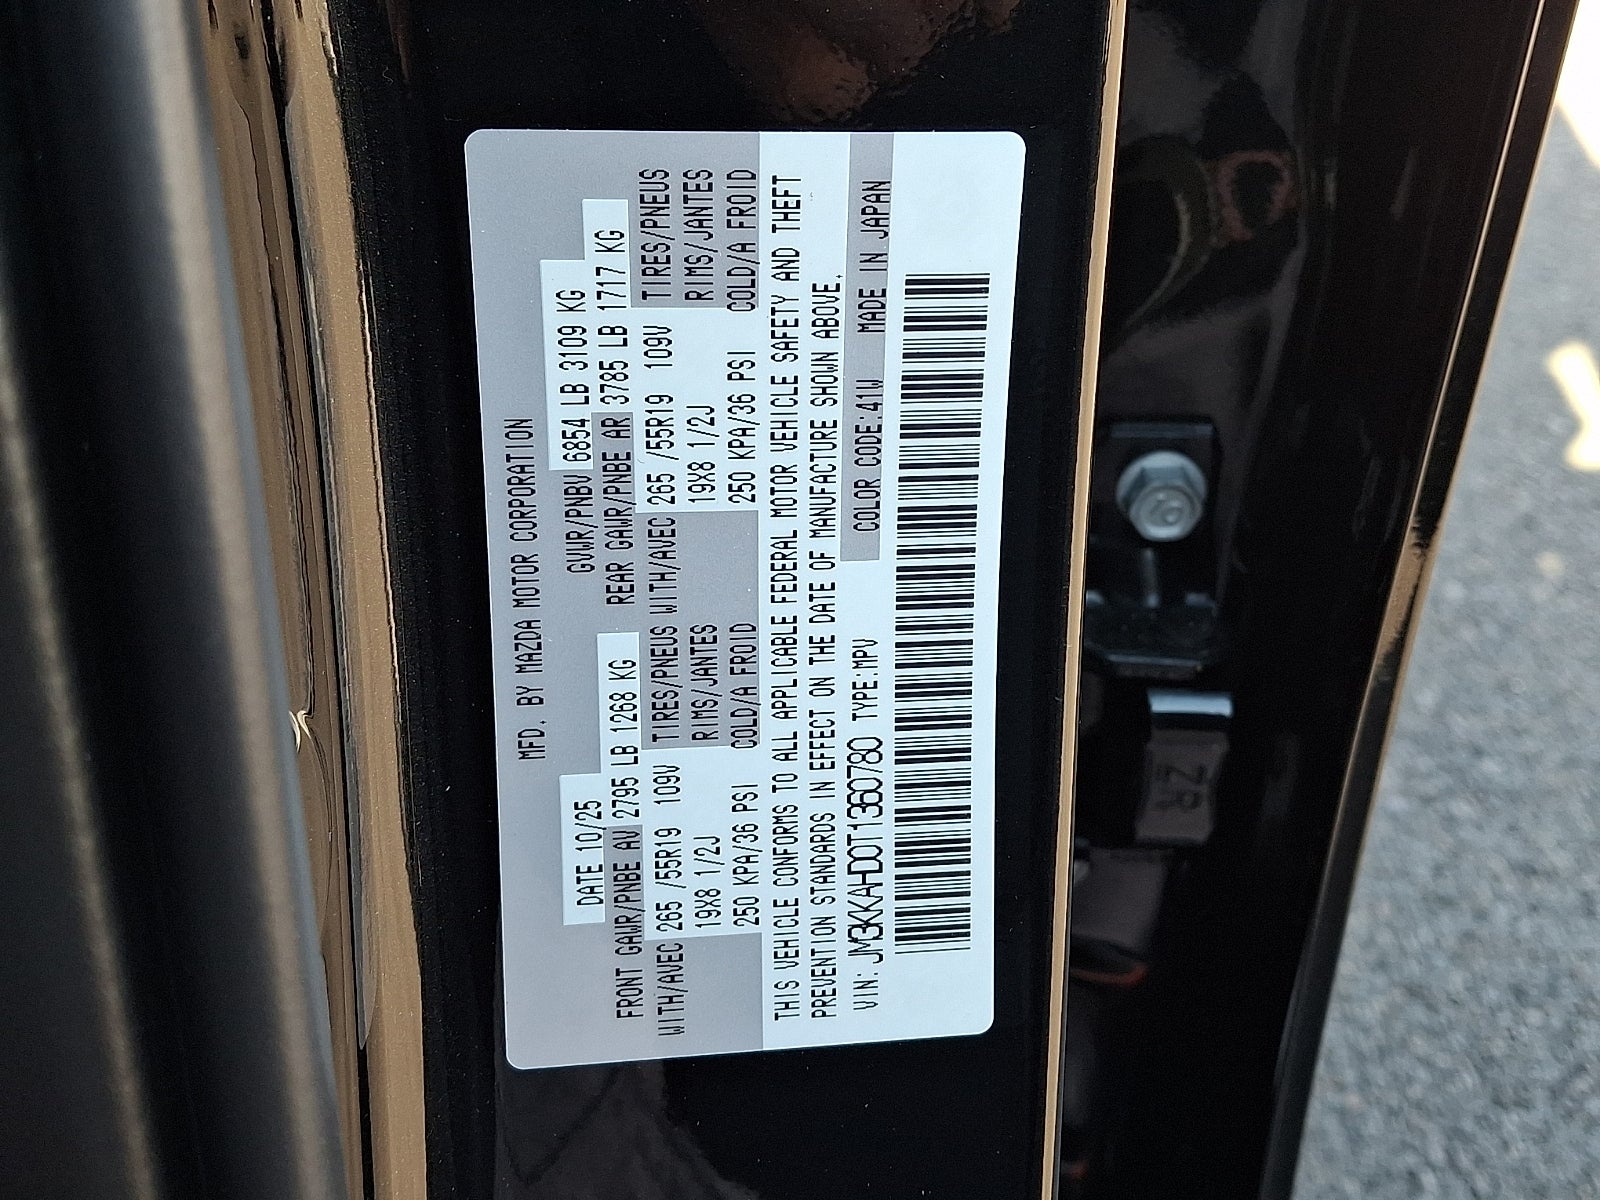 MFD. BY MAZDA MOTOR CORPORATION
DATE 10/25 GVWR/PNBV 6854 LB 3109 KG
FRONT GAWR/PNBE AV 2795 LB 1268 KG REAR GAWR/PNBE AR 3785 LB 1717 KG
WITH/AVEC 265 /55R19 109V TIRES/PNEUS WITH/AVEC 265 /55R19 109V TIRES/PNEUS
19X8 1/2J RIMS/JANTES 19X8 1/2J RIMS/JANTES
250 KPA/36 PSI COLD/A FROID 250 KPA/36 PSI COLD/A FROID
THIS VEHICLE CONFORMS TO ALL APPLICABLE FEDERAL MOTOR VEHICLE SAFETY AND THEFT
PREVENTION STANDARDS IN EFFECT ON THE DATE OF MANUFACTURE SHOWN ABOVE.
VIN: JM3KKAHD0T1360780 TYPE:MPV COLOR CODE:41W MADE IN JAPAN
ZR